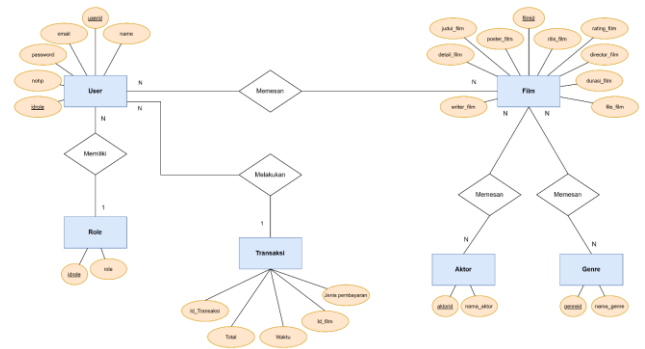 userid
email
name
password
nohp
idrole
User
N
N
N
Memesan
N
filmid
judul_film
poster_film
rilis_film
rating_film
detail_film
director_film
durasi_film
writer_film
file_film
Film
N
N
Memiliki
1
Role
idrole
role
Melakukan
1
Transaksi
Id_Transaksi
Total
Waktu
Id_film
Jenis pembayaran
Memesan
Memesan
N
N
Aktor
Genre
aktorid
nama_aktor
genreid
nama_genre